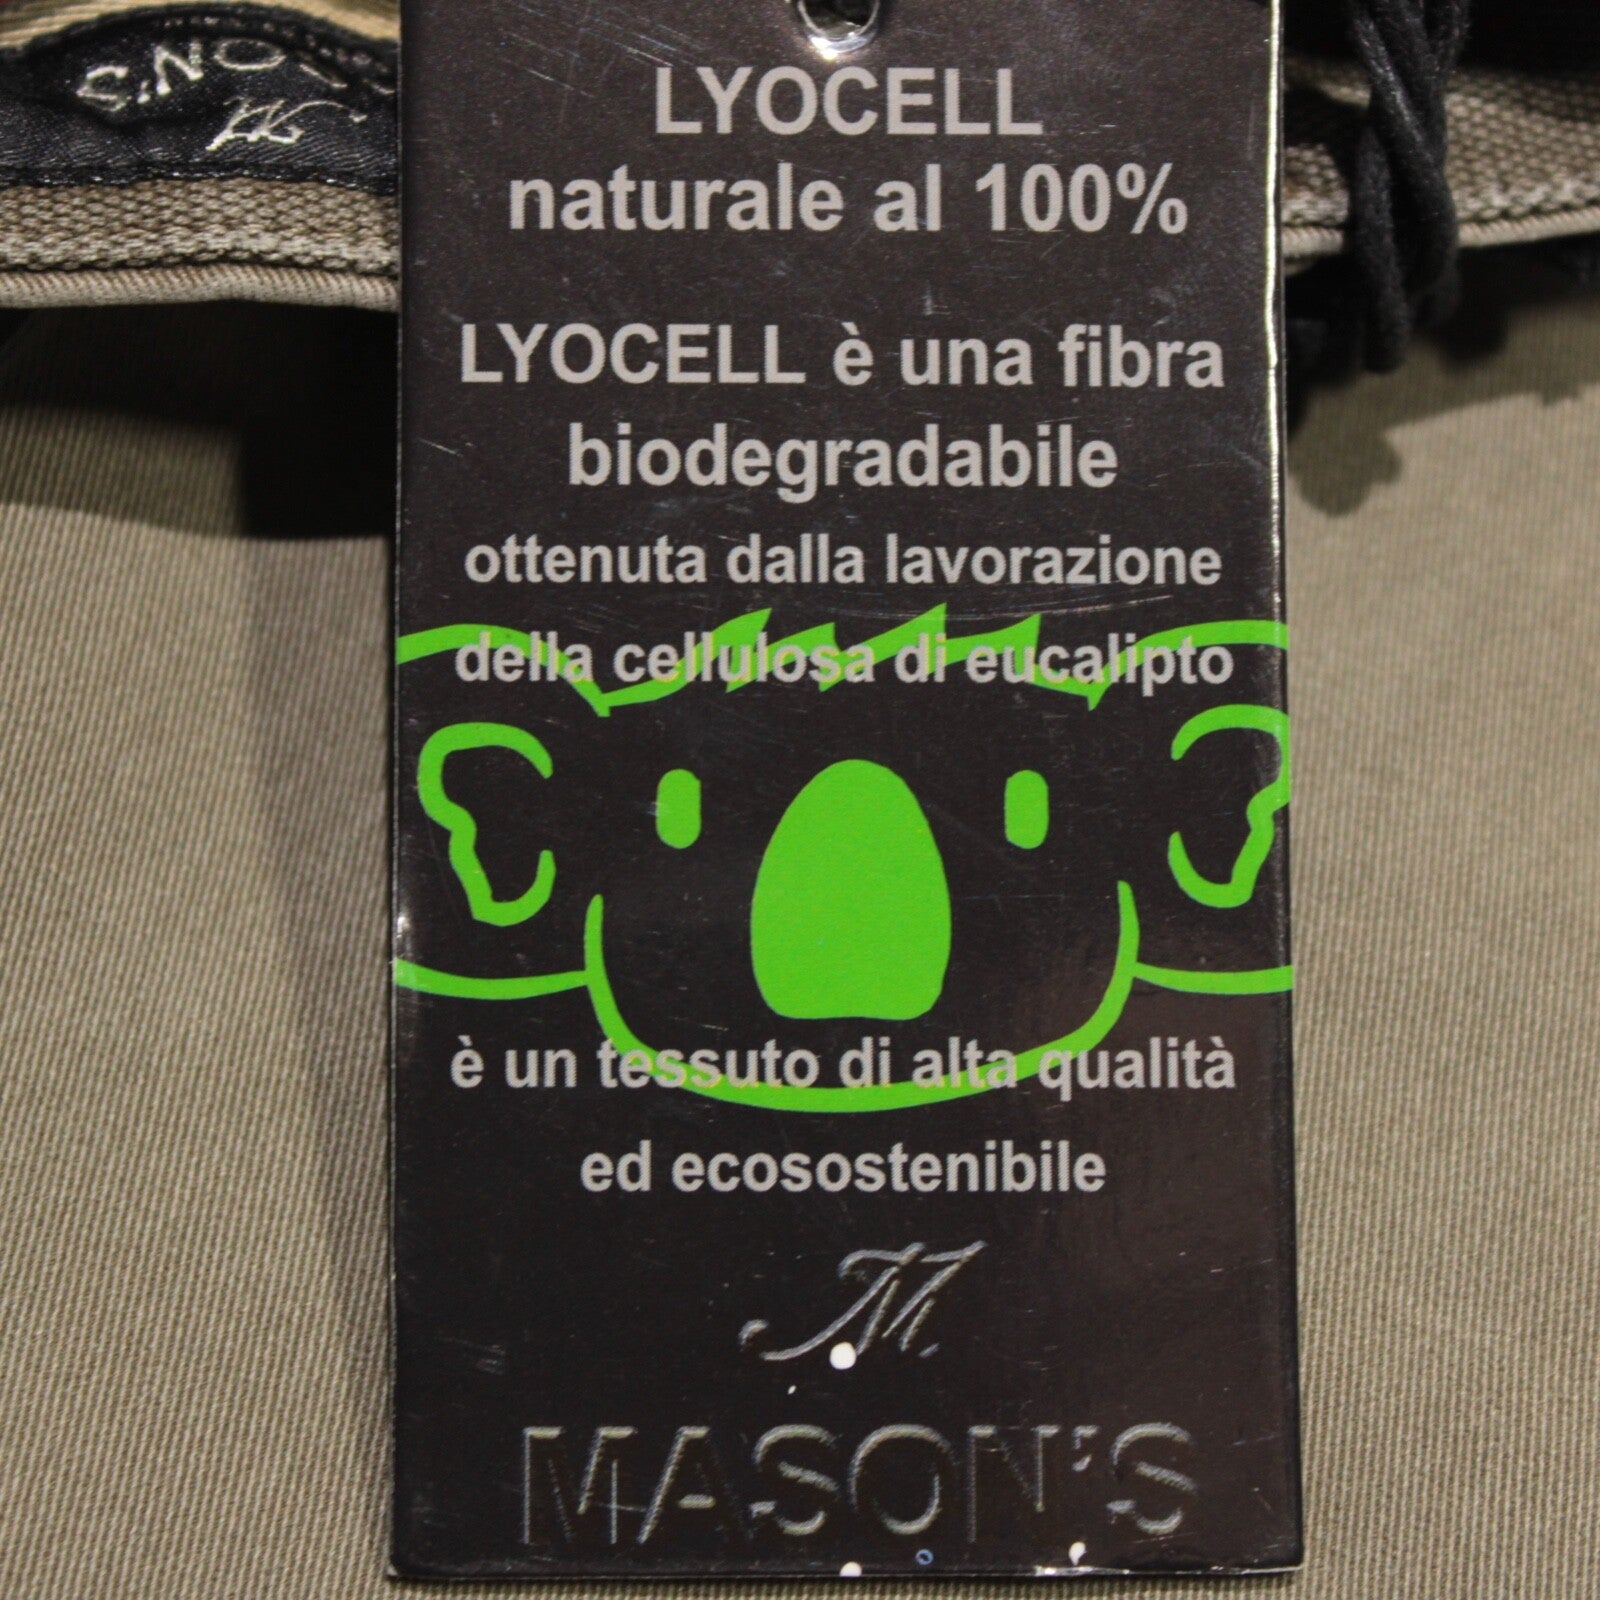 MASON'S
M
LYOCELL
naturale al 100%
LYOCELL è una fibra
biodegradabile
ottenuta dalla lavorazione
della cellulosa di eucalipto
è un tessuto di alta qualità
ed ecosostenibile
M
MASON'S